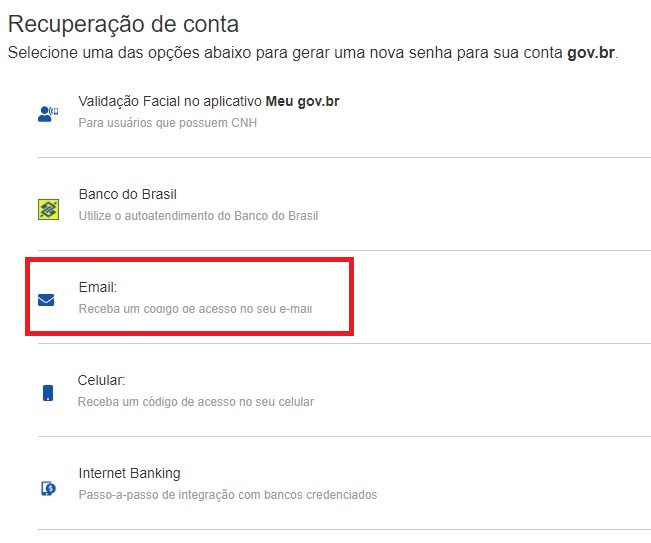 Recuperação de conta
Selecione uma das opções abaixo para gerar uma nova senha para sua conta gov.br.
Validação Facial no aplicativo Meu gov.br
Para usuários que possuem CNH
Banco do Brasil
Utilize o autoatendimento do Banco do Brasil
Email:
Receba um código de acesso no seu e-mail
Celular:
Receba um código de acesso no seu celular
Internet Banking
Passo-a-passo de integração com bancos credenciados